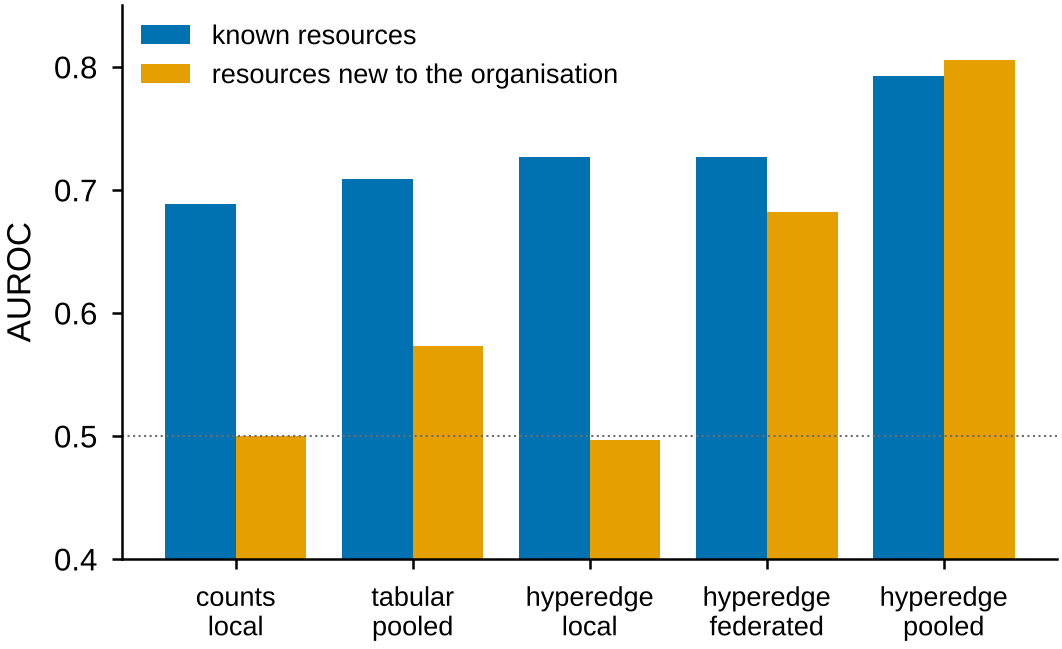 known resources
resources new to the organisation
0.8
0.7
0.6
0.5
0.4
AUROC
counts
local
tabular
pooled
hyperedge
local
hyperedge
federated
hyperedge
pooled